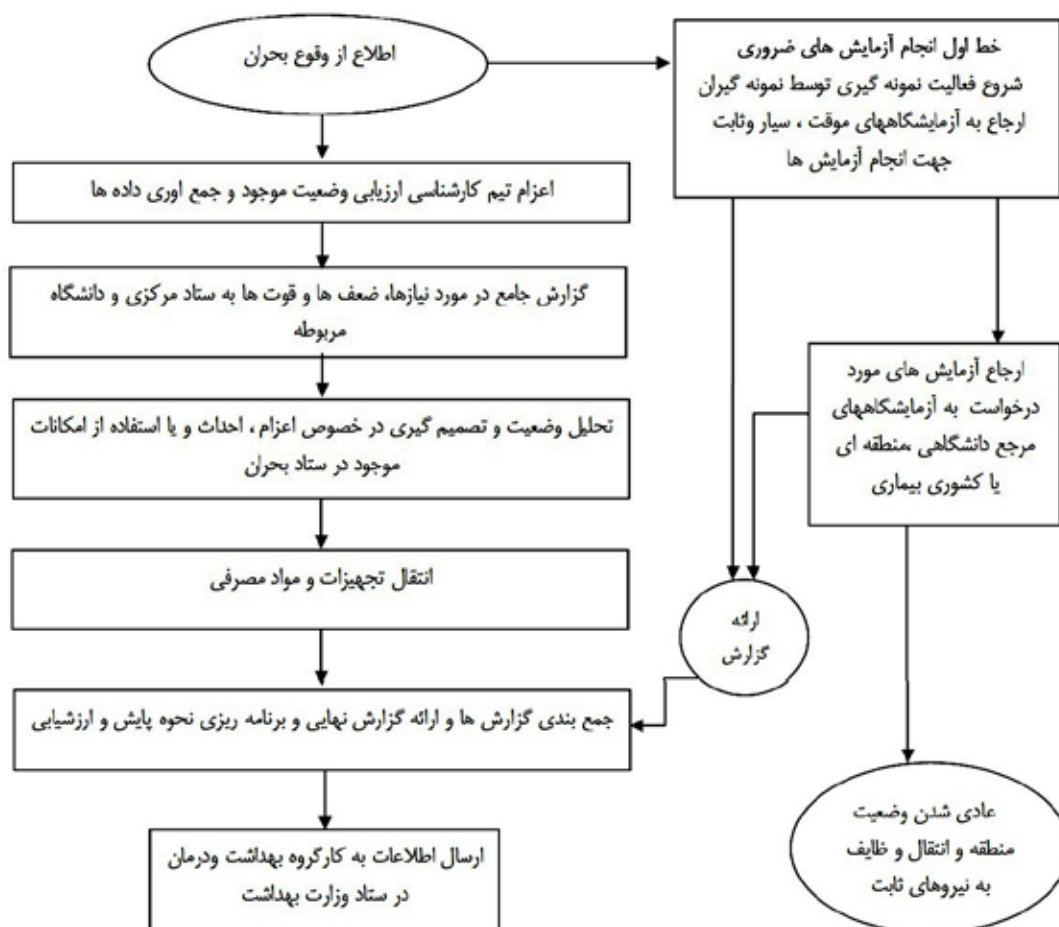 اطلاع از وقوع بحران
خط اول انجام آزمایش های ضروری
شروع فعالیت نمونه گیری توسط نمونه گیران
ارجاع به آزمایشگاههای موقت ، سیار وثابت
جهت انجام آزمایش ها
اعزام تیم کارشناسی ارزیابی وضعیت موجود و جمع اوری داده ها
گزارش جامع در مورد نیازها، ضعف ها و قوت ها به ستاد مرکزی و دانشگاه
مربوطه
ارجاع آزمایش های مورد
درخواست به آزمایشگاههای
مرجع دانشگاهی ،منطقه ای
یا کشوری بیماری
تحلیل وضعیت و تصمیم گیری در خصوص اعزام ، احداث و یا استفاده از امکانات
موجود در ستاد بحران
انتقال تجهیزات و مواد مصرفی
ارائه
گزارش
جمع بندی گزارش ها و ارائه گزارش نهایی و برنامه ریزی نحوه پایش و ارزشیابی
عادی شدن وضعیت
منطقه و انتقال و ظایف
به نیروهای ثابت
ارسال اطلاعات به کارگروه بهداشت ودرمان
در ستاد وزارت بهداشت